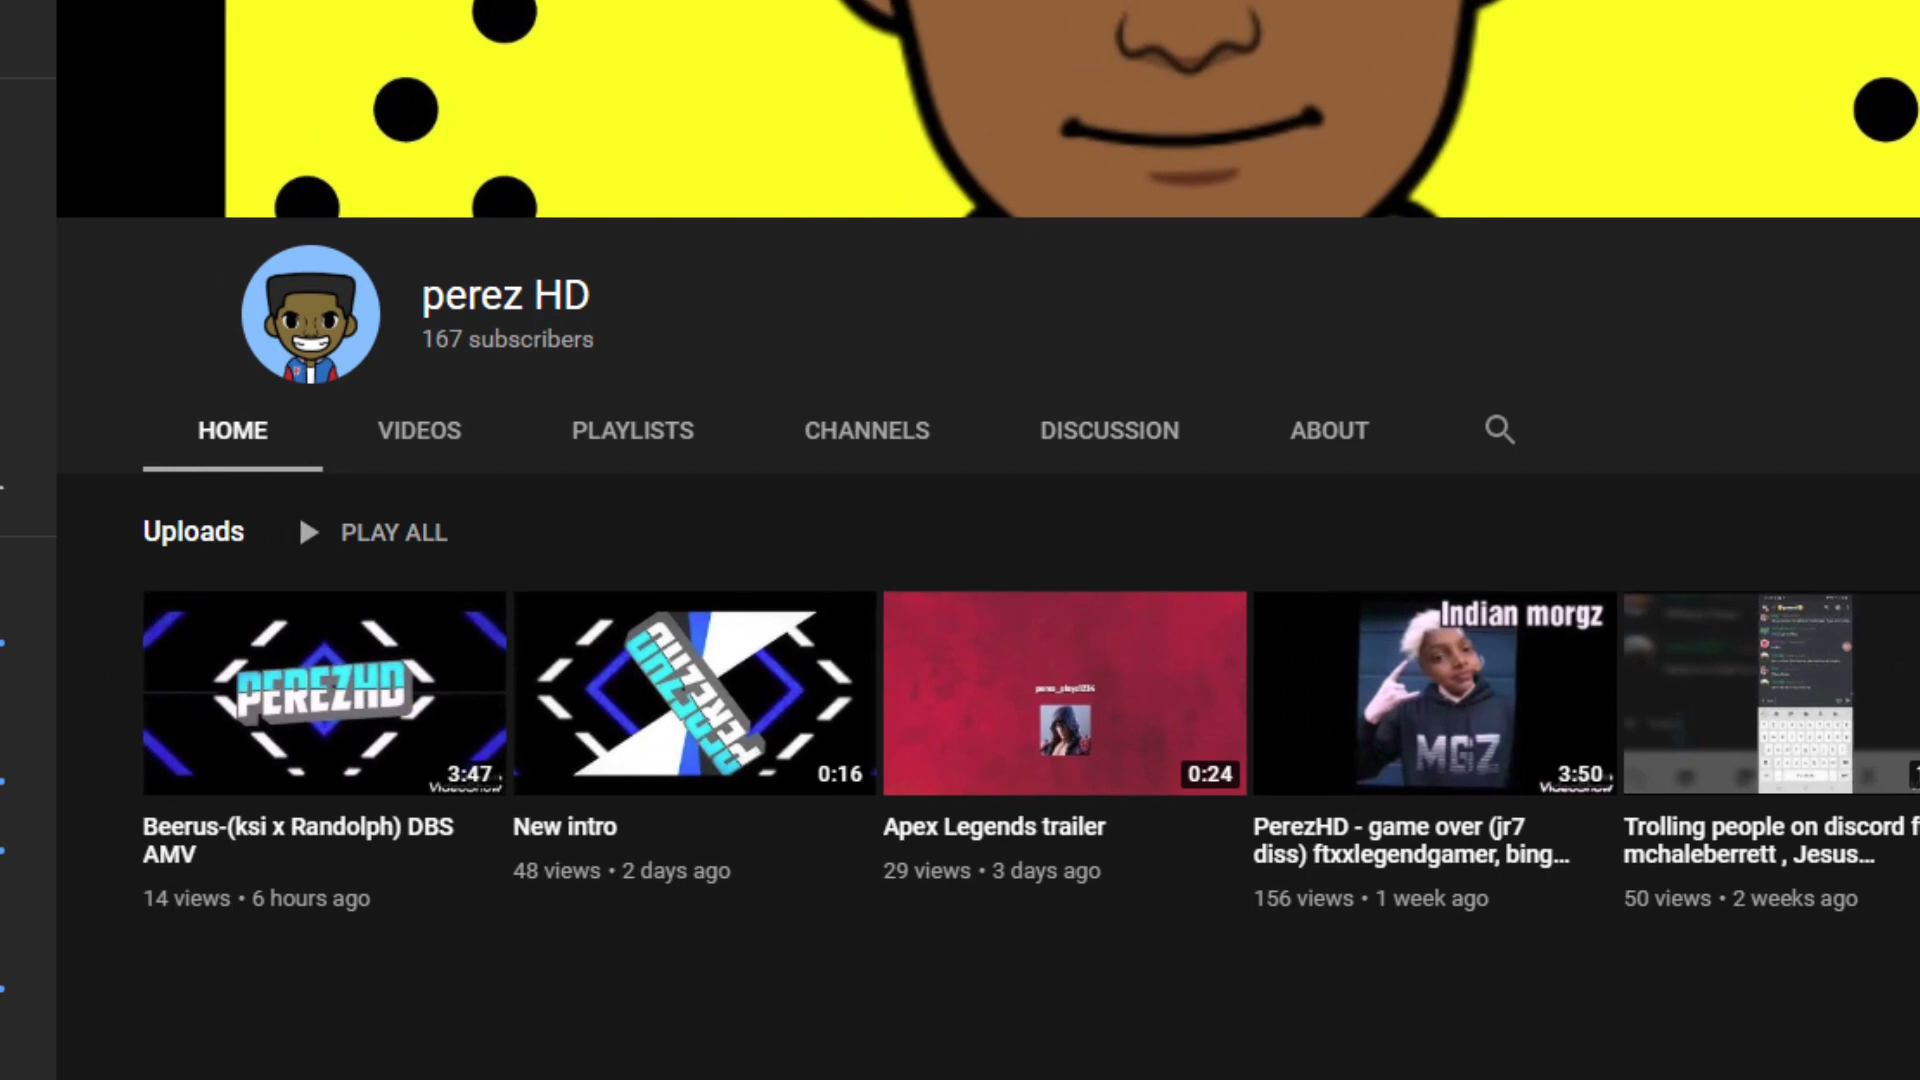 perez HD
167 subscribers
HOME VIDEOS PLAYLISTS CHANNELS DISCUSSION ABOUT
Uploads PLAY ALL
PEREZHD
3:47
VideoShow
PEREZHD
0:16
0:24
Indian morgz
MGZ
3:50
VideoShow
Beerus-(ksi x Randolph) DBS
AMV
14 views • 6 hours ago
New intro
48 views • 2 days ago
Apex Legends trailer
29 views • 3 days ago
PerezHD - game over (jr7
diss) ftxxlegendgamer, bing...
156 views • 1 week ago
Trolling people on discord f
mchaleberrett , Jesus...
50 views • 2 weeks ago